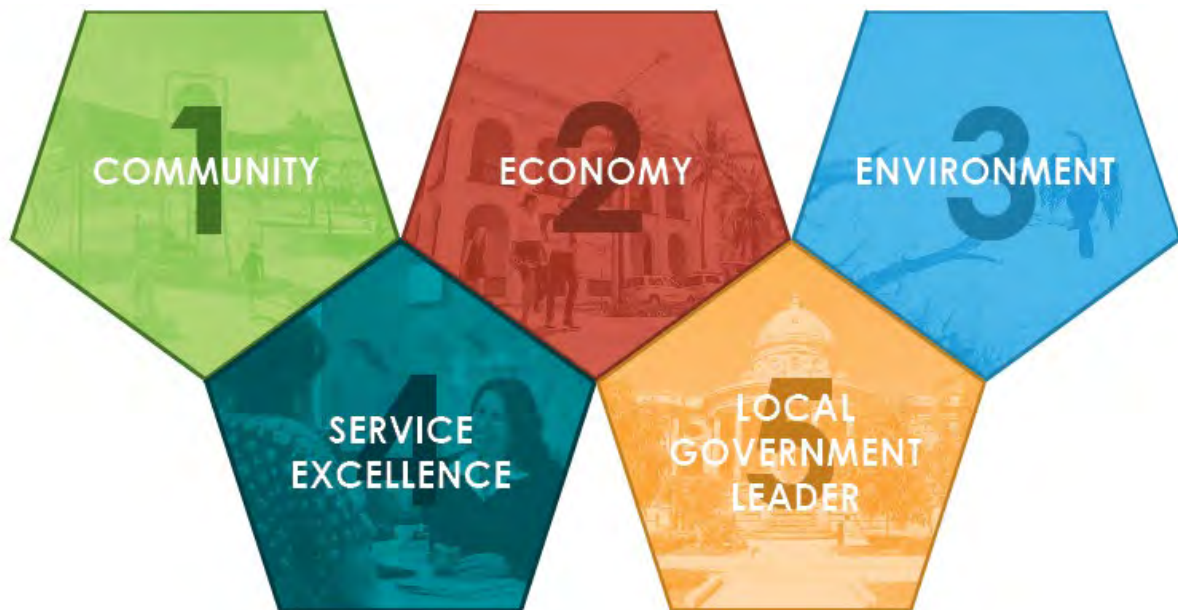 1
COMMUNITY
2
ECONOMY
3
ENVIRONMENT
4
SERVICE
EXCELLENCE
5
LOCAL
GOVERNMENT
LEADER